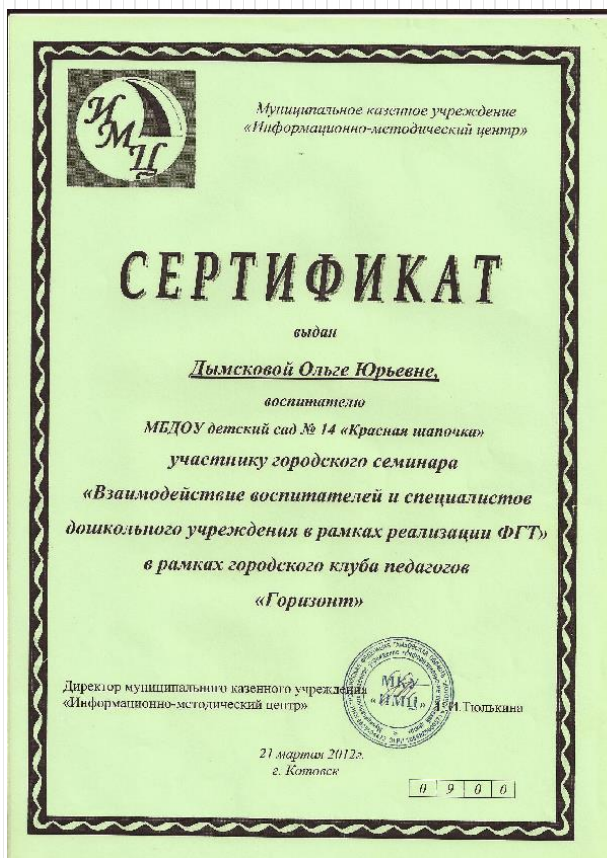 ИМЦ
Муниципальное казенное учреждение
«Информационно-методический центр»
СЕРТИФИКАТ
выдан
Дымсковой Ольге Юрьевне,
воспитателю
МБДОУ детский сад № 14 «Красная шапочка»
участнику городского семинара
«Взаимодействие воспитателей и специалистов
дошкольного учреждения в рамках реализации ФГТ»
в рамках городского клуба педагогов
«Горизонт»
Директор муниципального казенного учреждения
«Информационно-методический центр» И.Тюлькина
МКУ
«ИМЦ»
21 марта 2012г.
г. Котовск
0 9 0 0